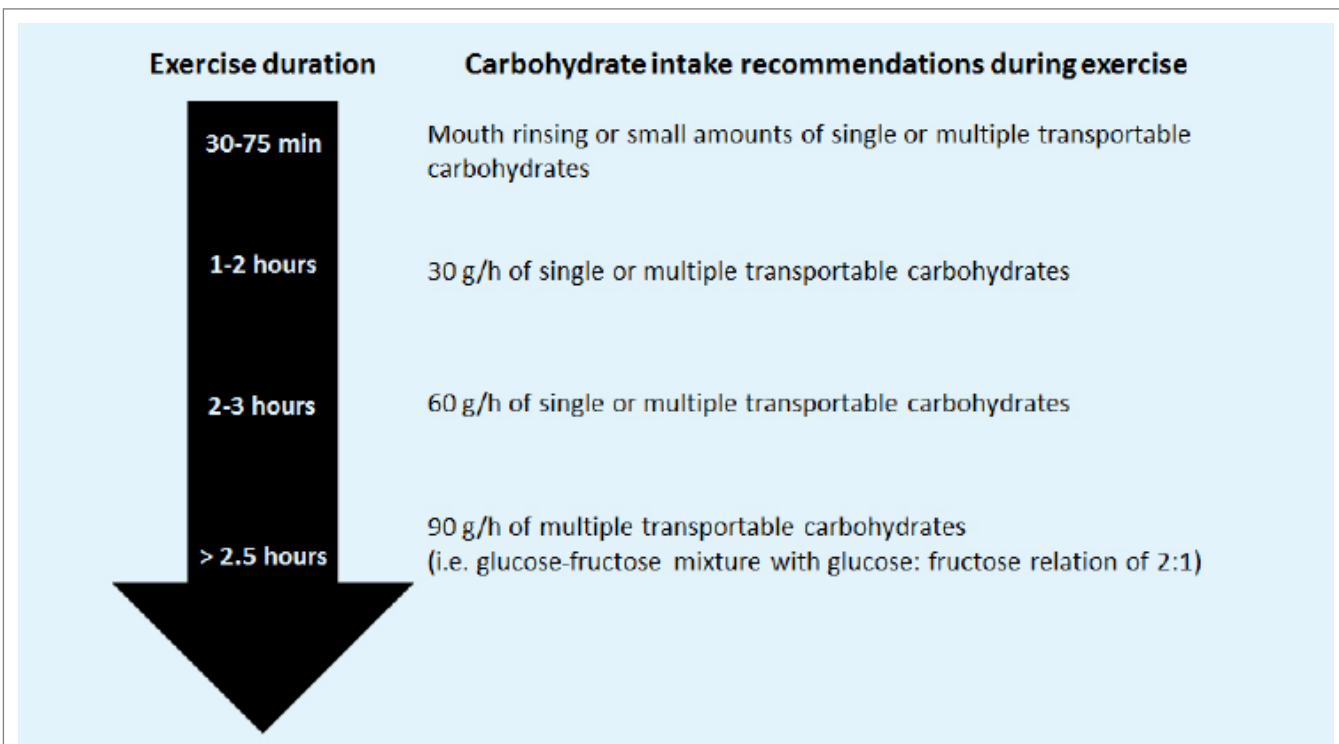 Exercise duration
Carbohydrate intake recommendations during exercise
30-75 min
Mouth rinsing or small amounts of single or multiple transportable
carbohydrates
1-2 hours
30 g/h of single or multiple transportable carbohydrates
2-3 hours
60 g/h of single or multiple transportable carbohydrates
> 2.5 hours
90 g/h of multiple transportable carbohydrates
(i.e. glucose-fructose mixture with glucose: fructose relation of 2:1)